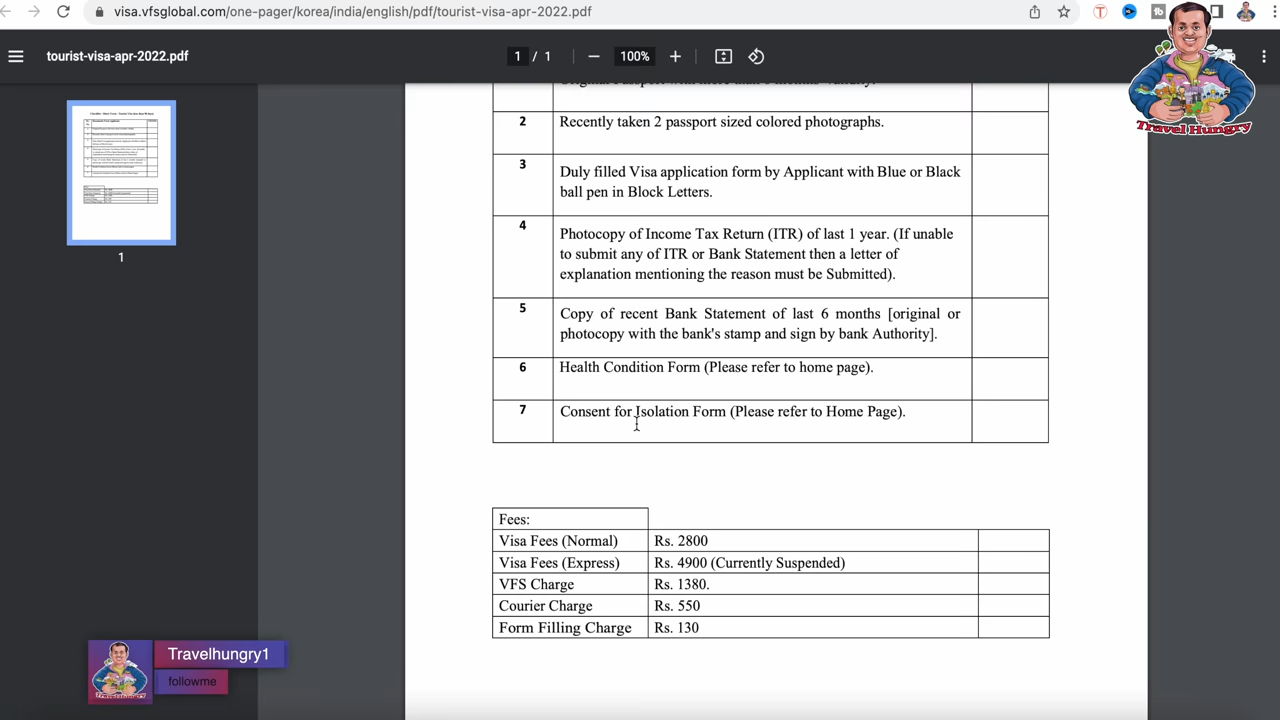 visa.vfsglobal.com/one-pager/korea/india/english/pdf/tourist-visa-apr-2022.pdf
tourist-visa-apr-2022.pdf
1 / 1
100%
Travel Hungry
1
2
Recently taken 2 passport sized colored photographs.
3
Duly filled Visa application form by Applicant with Blue or Black
ball pen in Block Letters.
4
Photocopy of Income Tax Return (ITR) of last 1 year. (If unable
to submit any of ITR or Bank Statement then a letter of
explanation mentioning the reason must be Submitted).
5
Copy of recent Bank Statement of last 6 months [original or
photocopy with the bank's stamp and sign by bank Authority].
6
Health Condition Form (Please refer to home page).
7
Consent for Isolation Form (Please refer to Home Page).
Fees:
Visa Fees (Normal) Rs. 2800
Visa Fees (Express) Rs. 4900 (Currently Suspended)
VFS Charge Rs. 1380.
Courier Charge Rs. 550
Form Filling Charge Rs. 130
Travelhungry1
followme